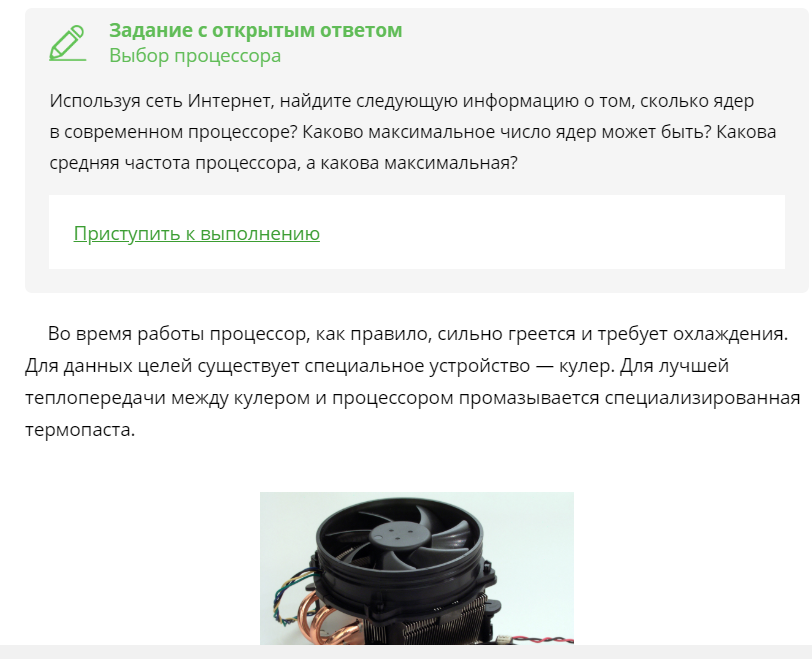 Задание с открытым ответом
Выбор процессора
Используя сеть Интернет, найдите следующую информацию о том, сколько ядер
в современном процессоре? Каково максимальное число ядер может быть? Какова
средняя частота процессора, а какова максимальная?
Приступить к выполнению
Во время работы процессор, как правило, сильно греется и требует охлаждения.
Для данных целей существует специальное устройство — кулер. Для лучшей
теплопередачи между кулером и процессором промазывается специализированная
термопаста.